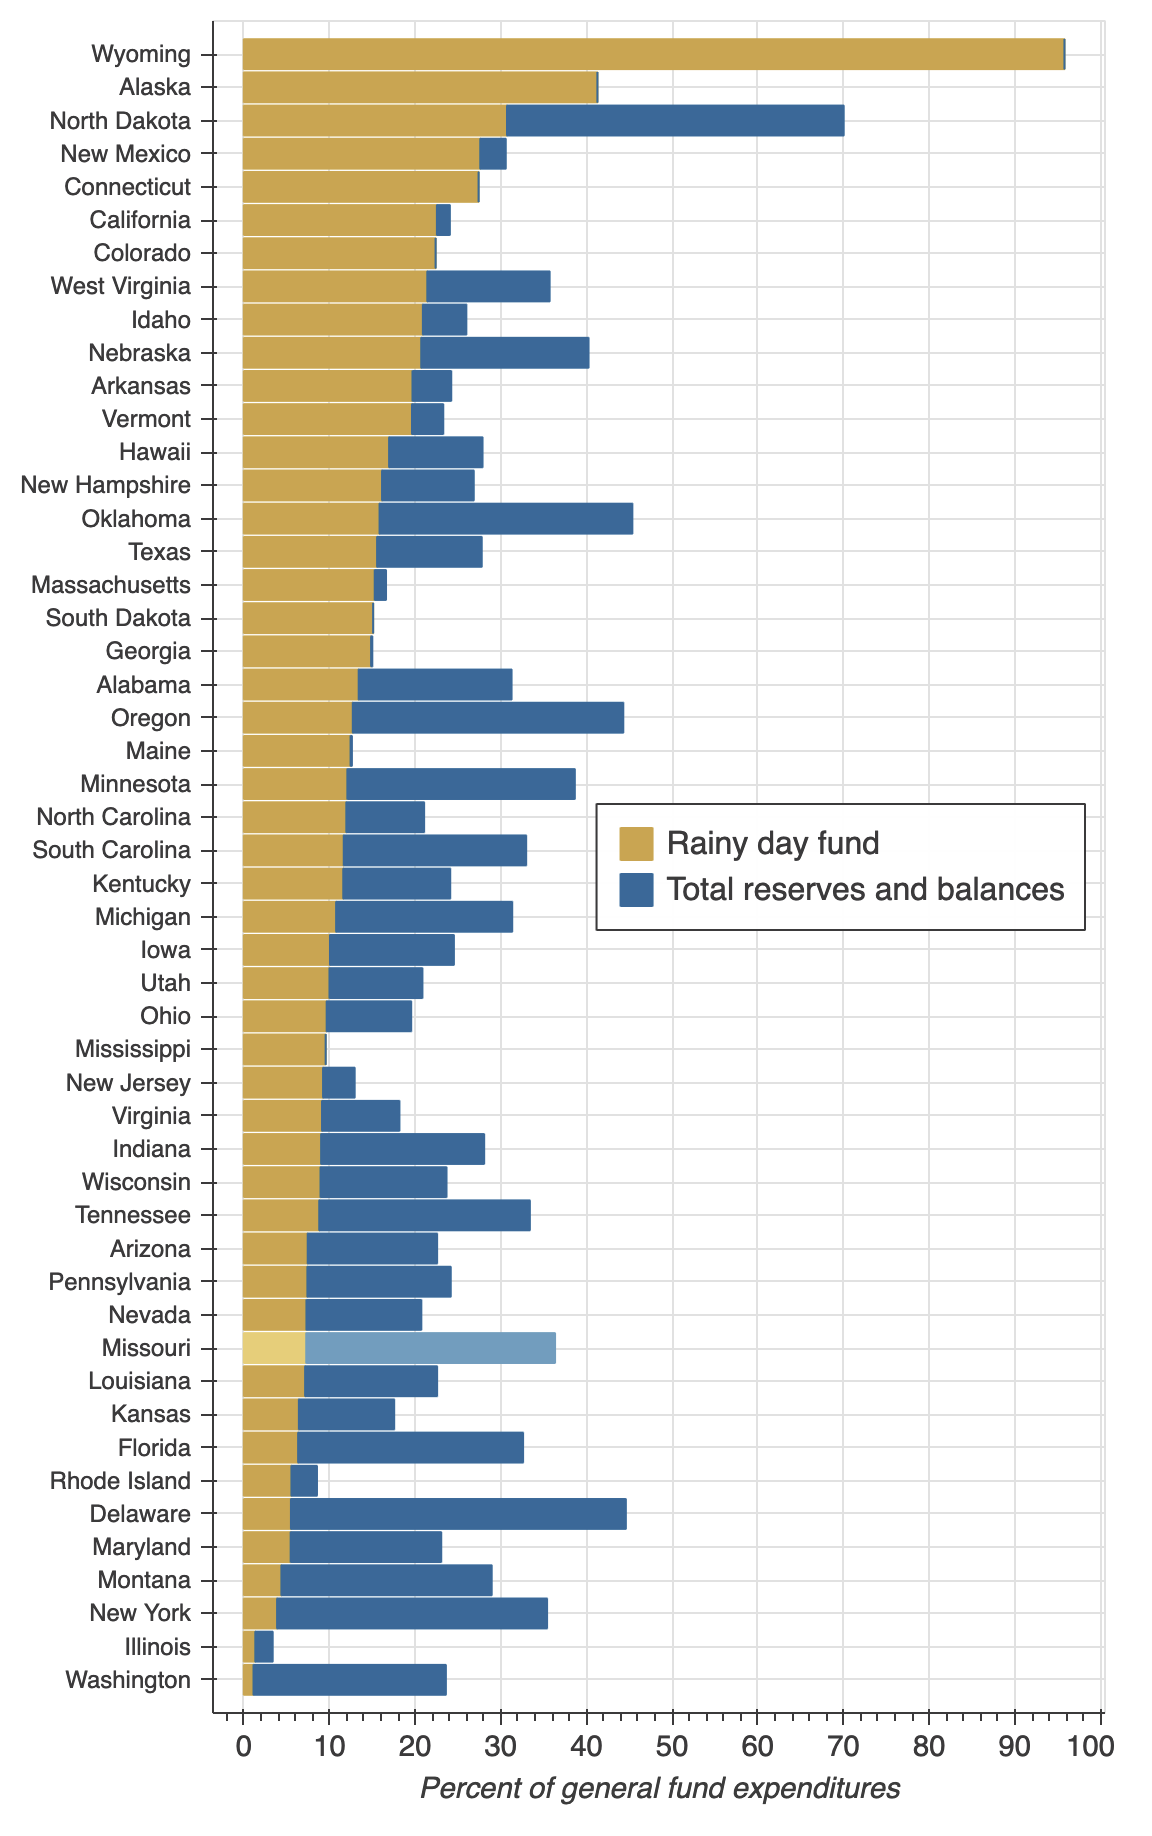 Wyoming
Alaska
North Dakota
New Mexico
Connecticut
California
Colorado
West Virginia
Idaho
Nebraska
Arkansas
Vermont
Hawaii
New Hampshire
Oklahoma
Texas
Massachusetts
South Dakota
Georgia
Alabama
Oregon
Maine
Minnesota
North Carolina
South Carolina
Kentucky
Michigan
Iowa
Utah
Ohio
Mississippi
New Jersey
Virginia
Indiana
Wisconsin
Tennessee
Arizona
Pennsylvania
Nevada
Missouri
Louisiana
Kansas
Florida
Rhode Island
Delaware
Maryland
Montana
New York
Illinois
Washington
Rainy day fund
Total reserves and balances
0 10 20 30 40 50 60 70 80 90 100
Percent of general fund expenditures